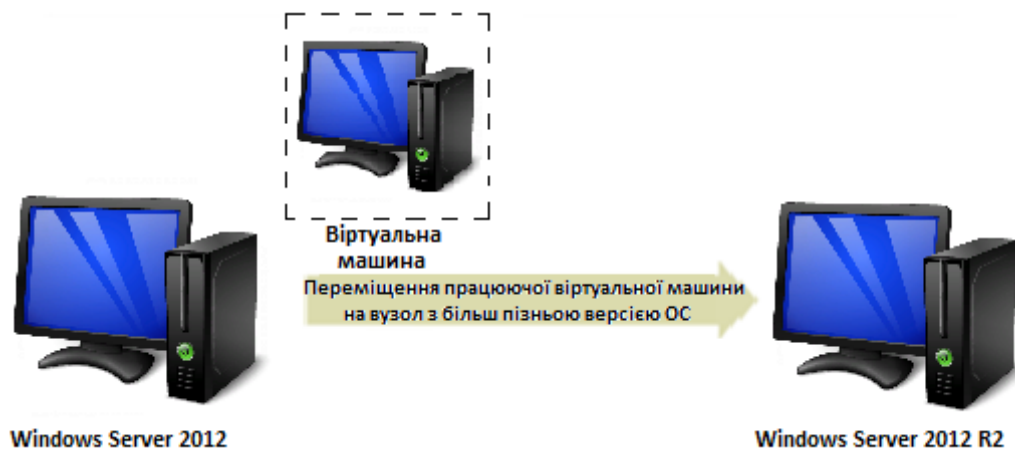 Віртуальна
машина
Переміщення працюючої віртуальної машини
на вузол з більш пізньою версією ОС
Windows Server 2012
Windows Server 2012 R2